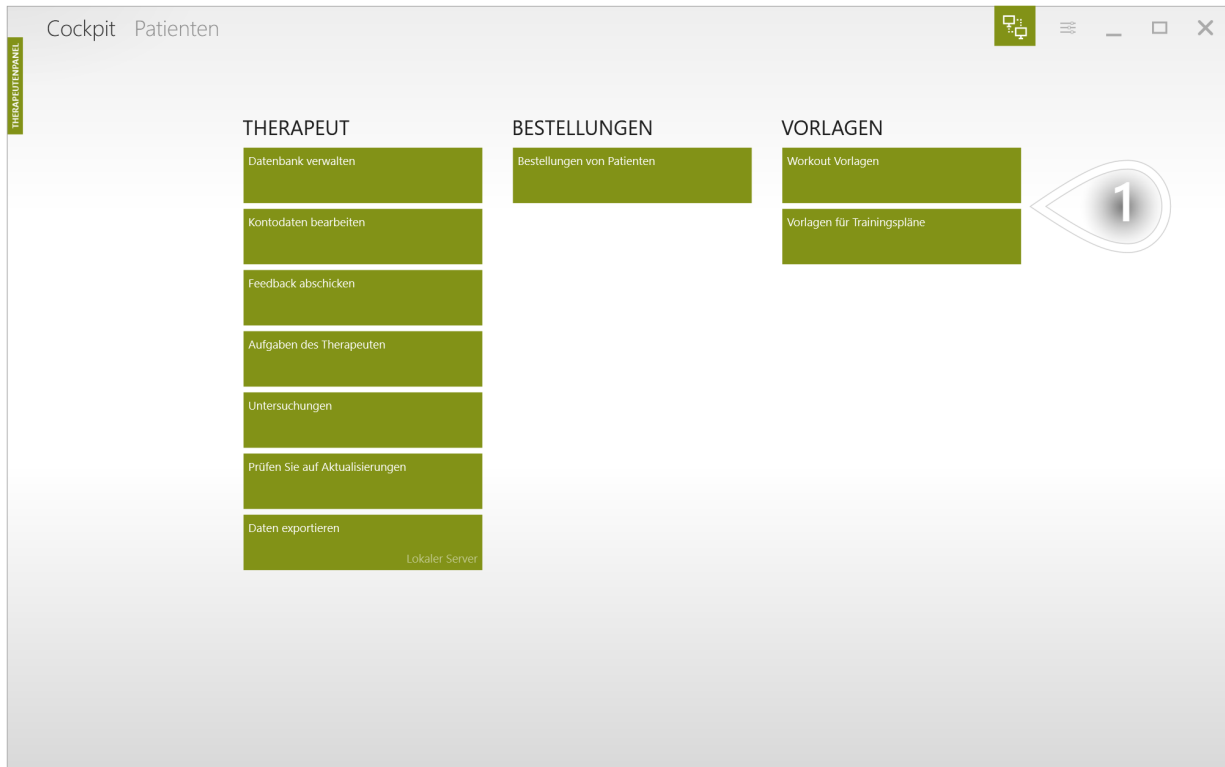 Cockpit Patienten
THERAPEUTENPANEL
THERAPEUT
Datenbank verwalten
Kontodaten bearbeiten
Feedback abschicken
Aufgaben des Therapeuten
Untersuchungen
Prüfen Sie auf Aktualisierungen
Daten exportieren
Lokaler Server
BESTELLUNGEN
Bestellungen von Patienten
VORLAGEN
Workout Vorlagen
Vorlagen für Trainingspläne
1